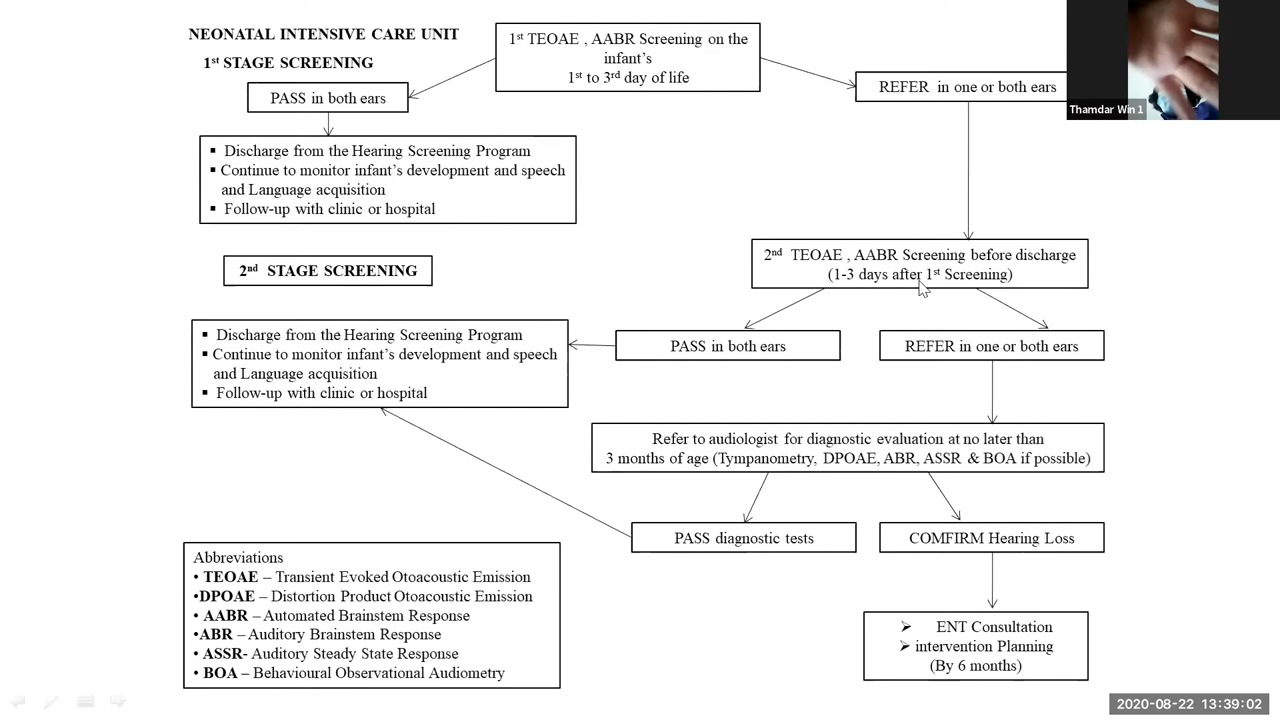 NEONATAL INTENSIVE CARE UNIT
1st STAGE SCREENING
1st TEOAE , AABR Screening on the
infant's
1st to 3rd day of life
PASS in both ears
REFER in one or both ears
Thamdar Win 1
▪ Discharge from the Hearing Screening Program
▪ Continue to monitor infant's development and speech
and Language acquisition
▪ Follow-up with clinic or hospital
2nd STAGE SCREENING
2nd TEOAE , AABR Screening before discharge
(1-3 days after 1st Screening)
▪ Discharge from the Hearing Screening Program
▪ Continue to monitor infant's development and speech
and Language acquisition
▪ Follow-up with clinic or hospital
PASS in both ears
REFER in one or both ears
Refer to audiologist for diagnostic evaluation at no later than
3 months of age (Tympanometry, DPOAE, ABR, ASSR & BOA if possible)
PASS diagnostic tests
COMFIRM Hearing Loss
Abbreviations
• TEOAE – Transient Evoked Otoacoustic Emission
•DPOAE – Distortion Product Otoacoustic Emission
• AABR – Automated Brainstem Response
•ABR – Auditory Brainstem Response
• ASSR- Auditory Steady State Response
• BOA – Behavioural Observational Audiometry
➢ ENT Consultation
➢ intervention Planning
(By 6 months)
2020-08-22 13:39:02